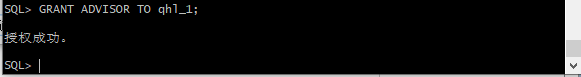 SQL> GRANT ADVISOR TO qhl_1;
授权成功。
SQL>